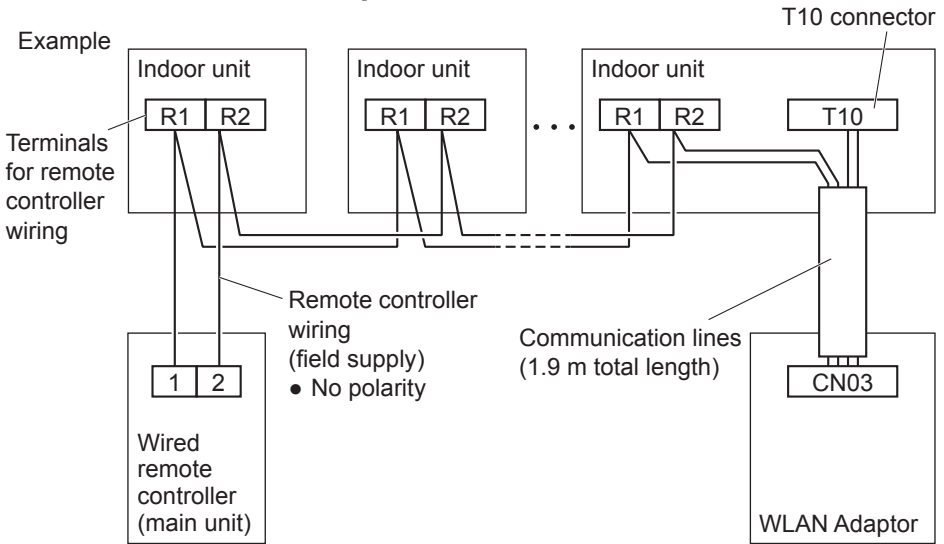 T10 connector
Example
Indoor unit
Indoor unit
Indoor unit
R1 R2
R1 R2
. . .
R1 R2
T10
Terminals
for remote
controller
wiring
Remote controller
wiring
(field supply)
● No polarity
Communication lines
(1.9 m total length)
1 2
CN03
Wired
remote
controller
(main unit)
WLAN Adaptor